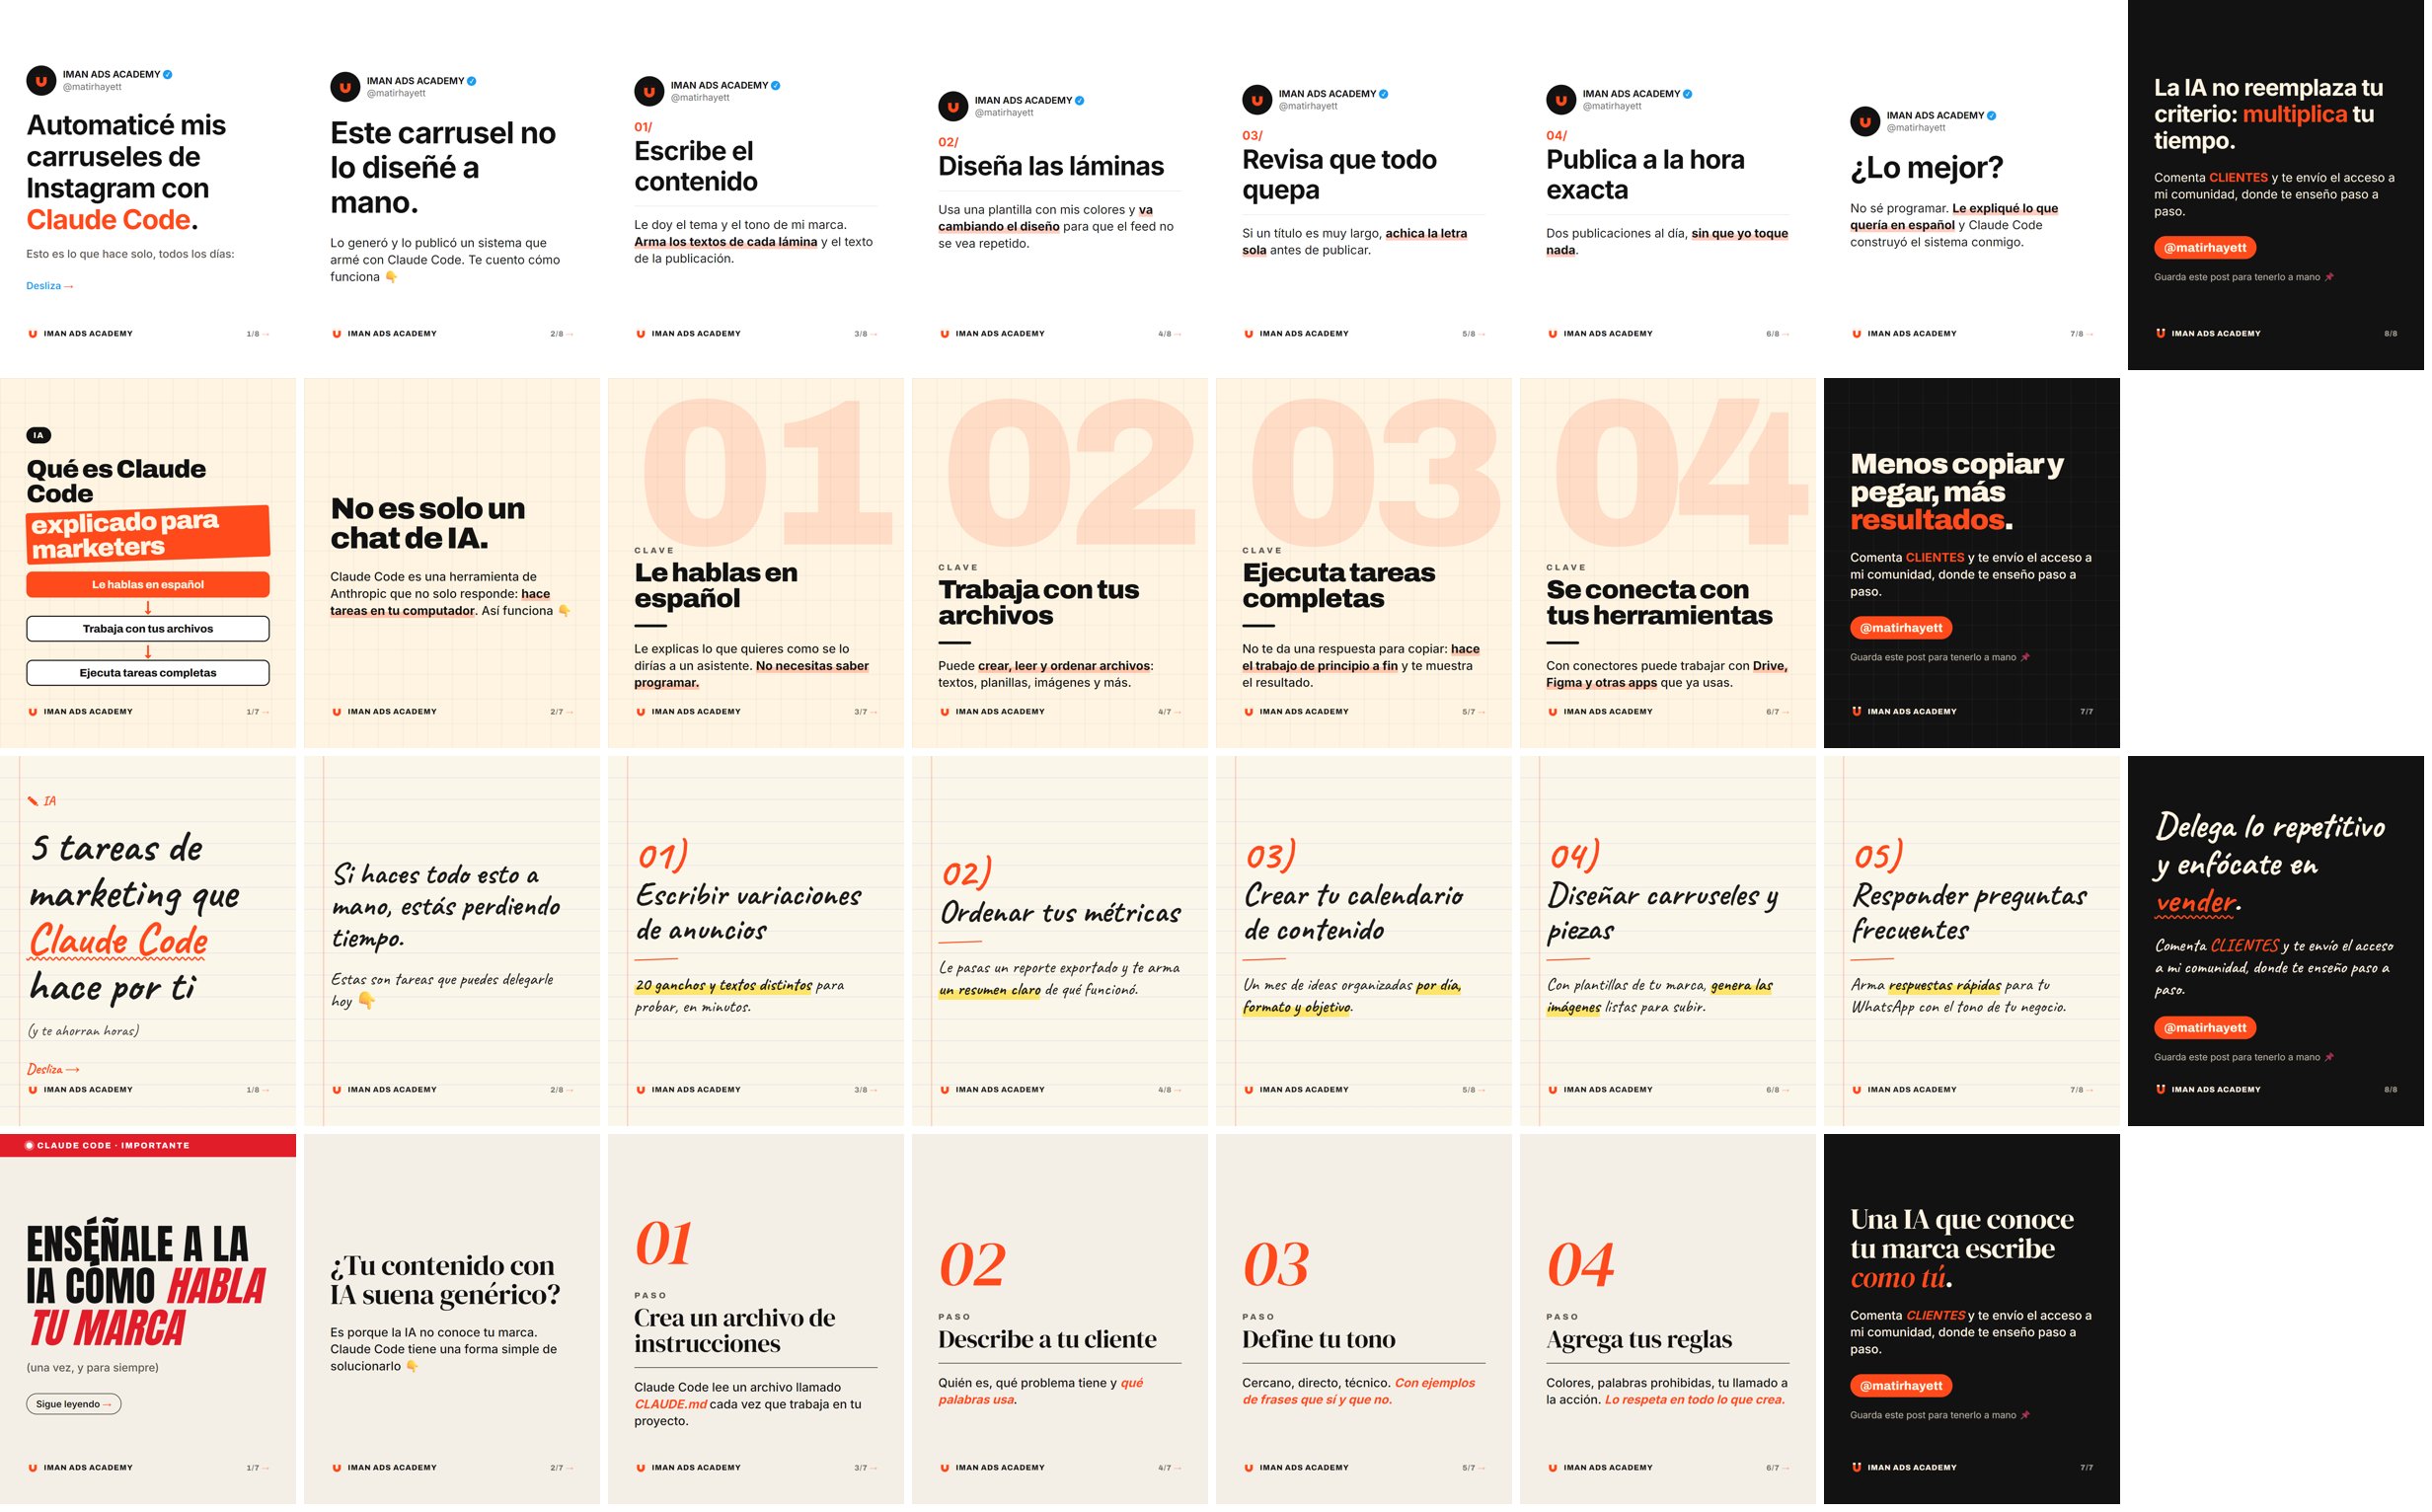 IMAN ADS ACADEMY
@matirhayett
Automaticé mis
carruseles de
Instagram con
Claude Code.
Esto es lo que hace solo, todos los días:
Desliza →
IMAN ADS ACADEMY
1/8 →
IMAN ADS ACADEMY
@matirhayett
Este carrusel no
lo diseñé a
mano.
Lo generó y lo publicó un sistema que
armé con Claude Code. Te cuento cómo
funciona 👇
IMAN ADS ACADEMY
2/8 →
IMAN ADS ACADEMY
@matirhayett
01/
Escribe el
contenido
Le doy el tema y el tono de mi marca.
Arma los textos de cada lámina y el texto
de la publicación.
IMAN ADS ACADEMY
3/8 →
IMAN ADS ACADEMY
@matirhayett
02/
Diseña las láminas
Usa una plantilla con mis colores y va
cambiando el diseño para que el feed no
se vea repetido.
IMAN ADS ACADEMY
4/8 →
IMAN ADS ACADEMY
@matirhayett
03/
Revisa que todo
quepa
Si un título es muy largo, achica la letra
sola antes de publicar.
IMAN ADS ACADEMY
5/8 →
IMAN ADS ACADEMY
@matirhayett
04/
Publica a la hora
exacta
Dos publicaciones al día, sin que yo toque
nada.
IMAN ADS ACADEMY
6/8 →
IMAN ADS ACADEMY
@matirhayett
¿Lo mejor?
No sé programar. Le expliqué lo que
quería en español y Claude Code
construyó el sistema conmigo.
IMAN ADS ACADEMY
7/8 →
La IA no reemplaza tu
criterio: multiplica tu
tiempo.
Comenta CLIENTES y te envío el acceso a
mi comunidad, donde te enseño paso a
paso.
@matirhayett
Guarda este post para tenerlo a mano 📌
IMAN ADS ACADEMY
8/8
IA
Qué es Claude
Code
explicado para
marketers
Le hablas en español
↓
Trabaja con tus archivos
↓
Ejecuta tareas completas
IMAN ADS ACADEMY
1/7 →
No es solo un
chat de IA.
Claude Code es una herramienta de
Anthropic que no solo responde: hace
tareas en tu computador. Así funciona 👇
IMAN ADS ACADEMY
2/7 →
01
CLAVE
Le hablas en
español
Le explicas lo que quieres como se lo
dirías a un asistente. No necesitas saber
programar.
IMAN ADS ACADEMY
3/7 →
02
CLAVE
Trabaja con tus
archivos
Puede crear, leer y ordenar archivos:
textos, planillas, imágenes y más.
IMAN ADS ACADEMY
4/7 →
03
CLAVE
Ejecuta tareas
completas
No te da una respuesta para copiar: hace
el trabajo de principio a fin y te muestra
el resultado.
IMAN ADS ACADEMY
5/7 →
04
CLAVE
Se conecta con
tus herramientas
Con conectores puede trabajar con Drive,
Figma y otras apps que ya usas.
IMAN ADS ACADEMY
6/7 →
Menos copiar y
pegar, más
resultados.
Comenta CLIENTES y te envío el acceso a
mi comunidad, donde te enseño paso a
paso.
@matirhayett
Guarda este post para tenerlo a mano 📌
IMAN ADS ACADEMY
7/7
IA
5 tareas de
marketing que
Claude Code
hace por ti
(y te ahorran horas)
Desliza →
IMAN ADS ACADEMY
1/8 →
Si haces todo esto a
mano, estás perdiendo
tiempo.
Estas son tareas que puedes delegarle
hoy 👇
IMAN ADS ACADEMY
2/8 →
01)
Escribir variaciones
de anuncios
20 ganchos y textos distintos para
probar, en minutos.
IMAN ADS ACADEMY
3/8 →
02)
Ordenar tus métricas
Le pasas un reporte exportado y te arma
un resumen claro de qué funcionó.
IMAN ADS ACADEMY
4/8 →
03)
Crear tu calendario
de contenido
Un mes de ideas organizadas por día,
formato y objetivo.
IMAN ADS ACADEMY
5/8 →
04)
Diseñar carruseles y
piezas
Con plantillas de tu marca, genera las
imágenes listas para subir.
IMAN ADS ACADEMY
6/8 →
05)
Responder preguntas
frecuentes
Arma respuestas rápidas para tu
WhatsApp con el tono de tu negocio.
IMAN ADS ACADEMY
7/8 →
Delega lo repetitivo
y enfócate en
vender.
Comenta CLIENTES y te envío el acceso
a mi comunidad, donde te enseño paso a
paso.
@matirhayett
Guarda este post para tenerlo a mano 📌
IMAN ADS ACADEMY
8/8
CLAUDE CODE · IMPORTANTE
ENSÉÑALE A LA
IA CÓMO HABLA
TU MARCA
(una vez, y para siempre)
Sigue leyendo →
IMAN ADS ACADEMY
1/7 →
¿Tu contenido con
IA suena genérico?
Es porque la IA no conoce tu marca.
Claude Code tiene una forma simple de
solucionarlo 👇
IMAN ADS ACADEMY
2/7 →
01
PASO
Crea un archivo de
instrucciones
Claude Code lee un archivo llamado
CLAUDE.md cada vez que trabaja en tu
proyecto.
IMAN ADS ACADEMY
3/7 →
02
PASO
Describe a tu cliente
Quién es, qué problema tiene y qué
palabras usa.
IMAN ADS ACADEMY
4/7 →
03
PASO
Define tu tono
Cercano, directo, técnico. Con ejemplos
de frases que sí y que no.
IMAN ADS ACADEMY
5/7 →
04
PASO
Agrega tus reglas
Colores, palabras prohibidas, tu llamado a
la acción. Lo respeta en todo lo que crea.
IMAN ADS ACADEMY
6/7 →
Una IA que conoce
tu marca escribe
como tú.
Comenta CLIENTES y te envío el acceso a
mi comunidad, donde te enseño paso a
paso.
@matirhayett
Guarda este post para tenerlo a mano 📌
IMAN ADS ACADEMY
7/7